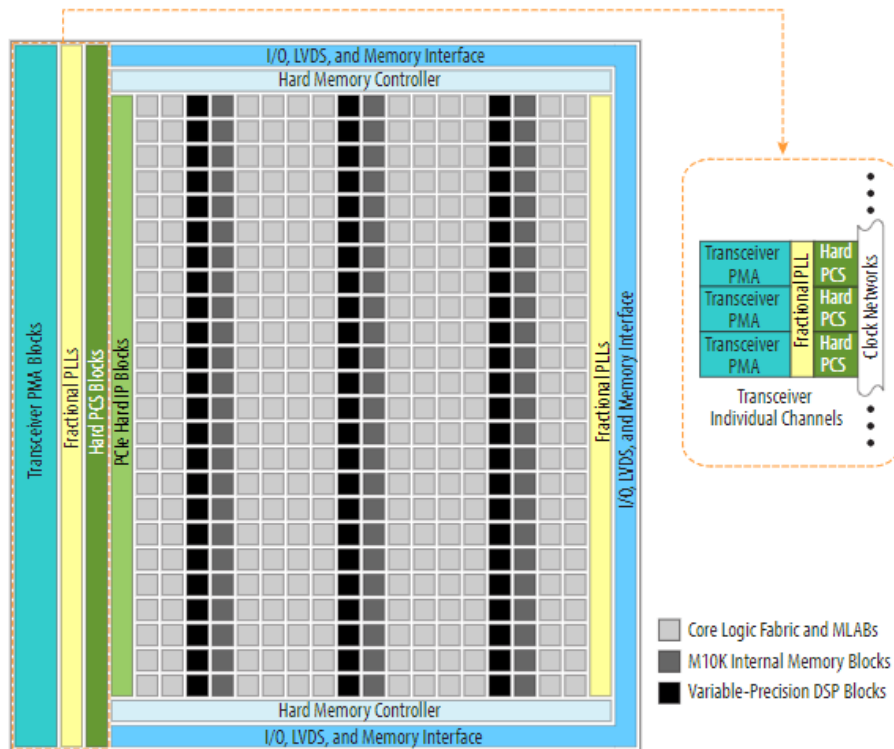 I/O, LVDS, and Memory Interface
Hard Memory Controller
Transceiver PMA Blocks
Fractional PLLs
Hard PCS Blocks
PCIe Hard IP Blocks
Fractional PLLs
I/O, LVDS, and Memory Interface
Hard Memory Controller
I/O, LVDS, and Memory Interface
Transceiver
PMA
Transceiver
PMA
Transceiver
PMA
Fractional PLL
Hard
PCS
Hard
PCS
Hard
PCS
Clock Networks
Transceiver
Individual Channels
Core Logic Fabric and MLABs
M10K Internal Memory Blocks
Variable-Precision DSP Blocks